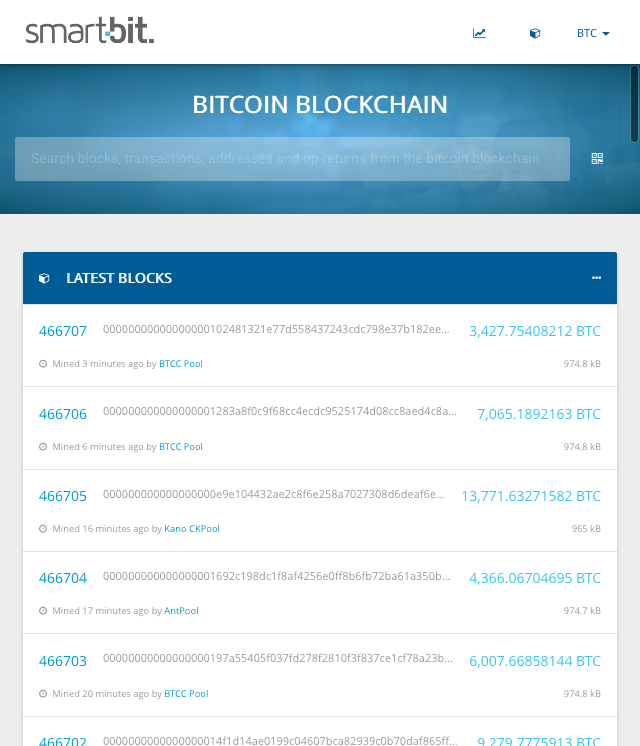 smartbit.
BTC
BITCOIN BLOCKCHAIN
Search blocks, transactions, addresses and op-returns from the bitcoin blockchain
LATEST BLOCKS
466707 00000000000000000102481321e77d558437243cdc798e37b182ee... 3,427.75408212 BTC
Mined 3 minutes ago by BTCC Pool 974.8 kB
466706 000000000000000001283a8f0c9f68cc4ecdc9525174d08cc8aed4c8a... 7,065.1892163 BTC
Mined 6 minutes ago by BTCC Pool 974.8 kB
466705 000000000000000000e9e104432ae2c8f6e258a7027308d6deaf6e... 13,771.63271582 BTC
Mined 16 minutes ago by Kano CKPool 965 kB
466704 000000000000000001692c198dc1f8af4256e0ff8b6fb72ba61a350b... 4,366.06704695 BTC
Mined 17 minutes ago by AntPool 974.7 kB
466703 00000000000000000197a55405f037fd278f2810f3f837ce1cf78a23b... 6,007.66858144 BTC
Mined 20 minutes ago by BTCC Pool 974.8 kB
466702 00000000000000000014f1d14ae0199c04607bca82939c0b70daf865ff... 9,279.7775913 BTC